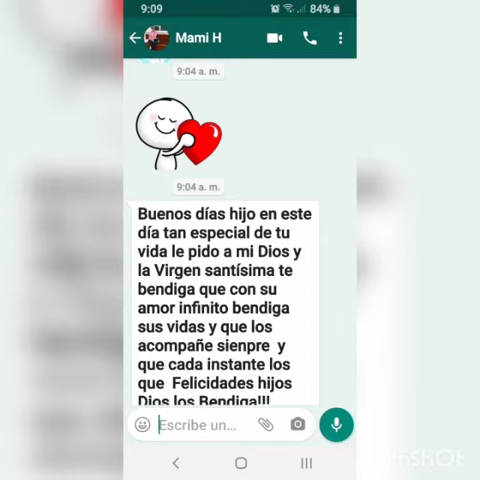 9:09
84%
Mami H
9:04 a. m.
9:04 a. m.
Buenos días hijo en este
día tan especial de tu
vida le pido a mi Dios y
la Virgen santísima te
bendiga que con su
amor infinito bendiga
sus vidas y que los
acompañe sienpre y
que cada instante los
que Felicidades hijos
Dios los Bendiga!!!
Escribe un...
InShOt